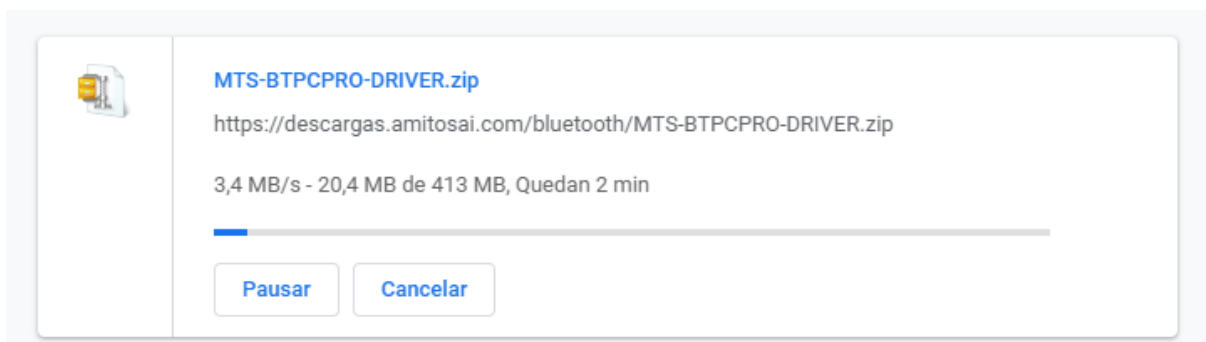 MTS-BTPCPRO-DRIVER.zip
https://descargas.amitosai.com/bluetooth/MTS-BTPCPRO-DRIVER.zip
3,4 MB/s - 20,4 MB de 413 MB, Quedan 2 min
Pausar Cancelar